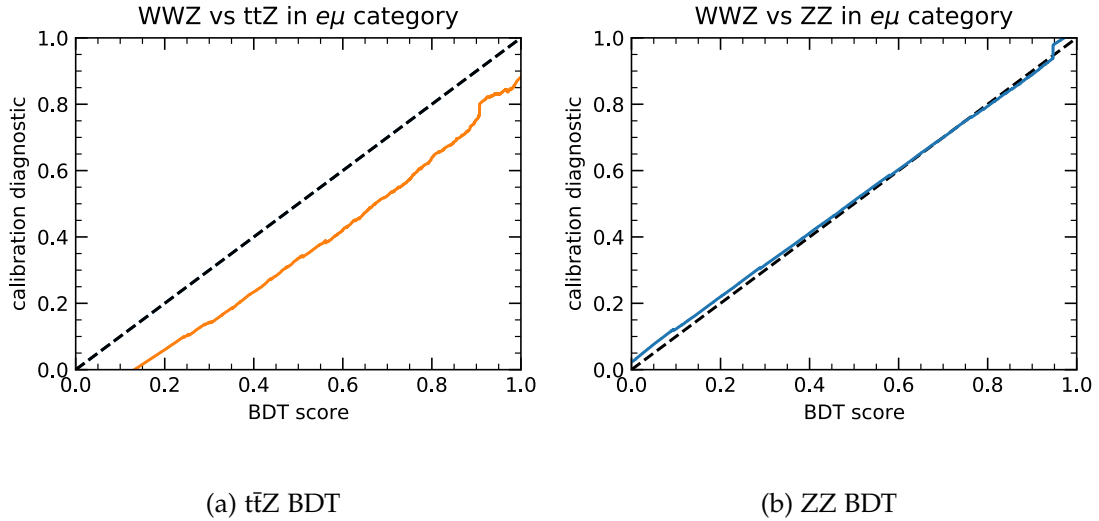 WWZ vs ttZ in eμ category
1.0
0.8
0.6
0.4
0.2
0.0
calibration diagnostic
0.0 0.2 0.4 0.6 0.8 1.0
BDT score
(a) tt̄Z BDT
WWZ vs ZZ in eμ category
1.0
0.8
0.6
0.4
0.2
0.0
calibration diagnostic
0.0 0.2 0.4 0.6 0.8 1.0
BDT score
(b) ZZ BDT